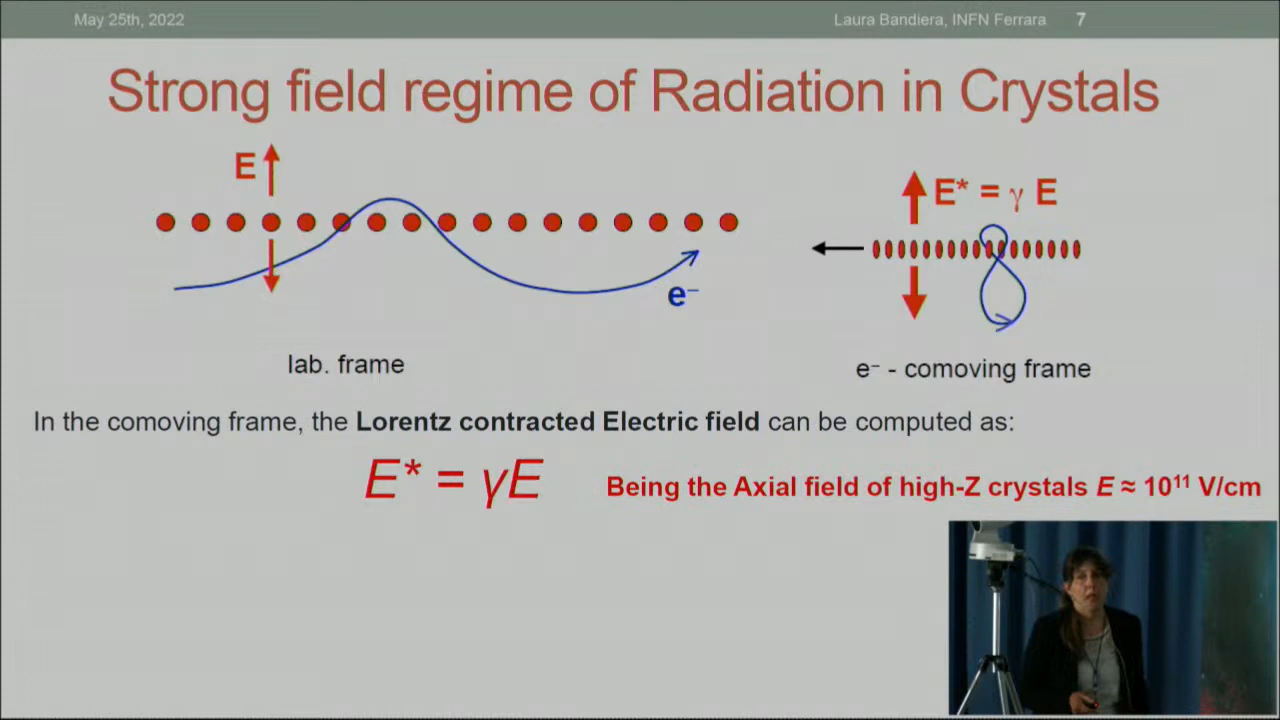 May 25th, 2022
Laura Bandiera, INFN Ferrara 7
Strong field regime of Radiation in Crystals
E
E* = γ E
e⁻
lab. frame
e⁻ - comoving frame
In the comoving frame, the Lorentz contracted Electric field can be computed as:
E* = γE
Being the Axial field of high-Z crystals E ≈ 10¹¹ V/cm